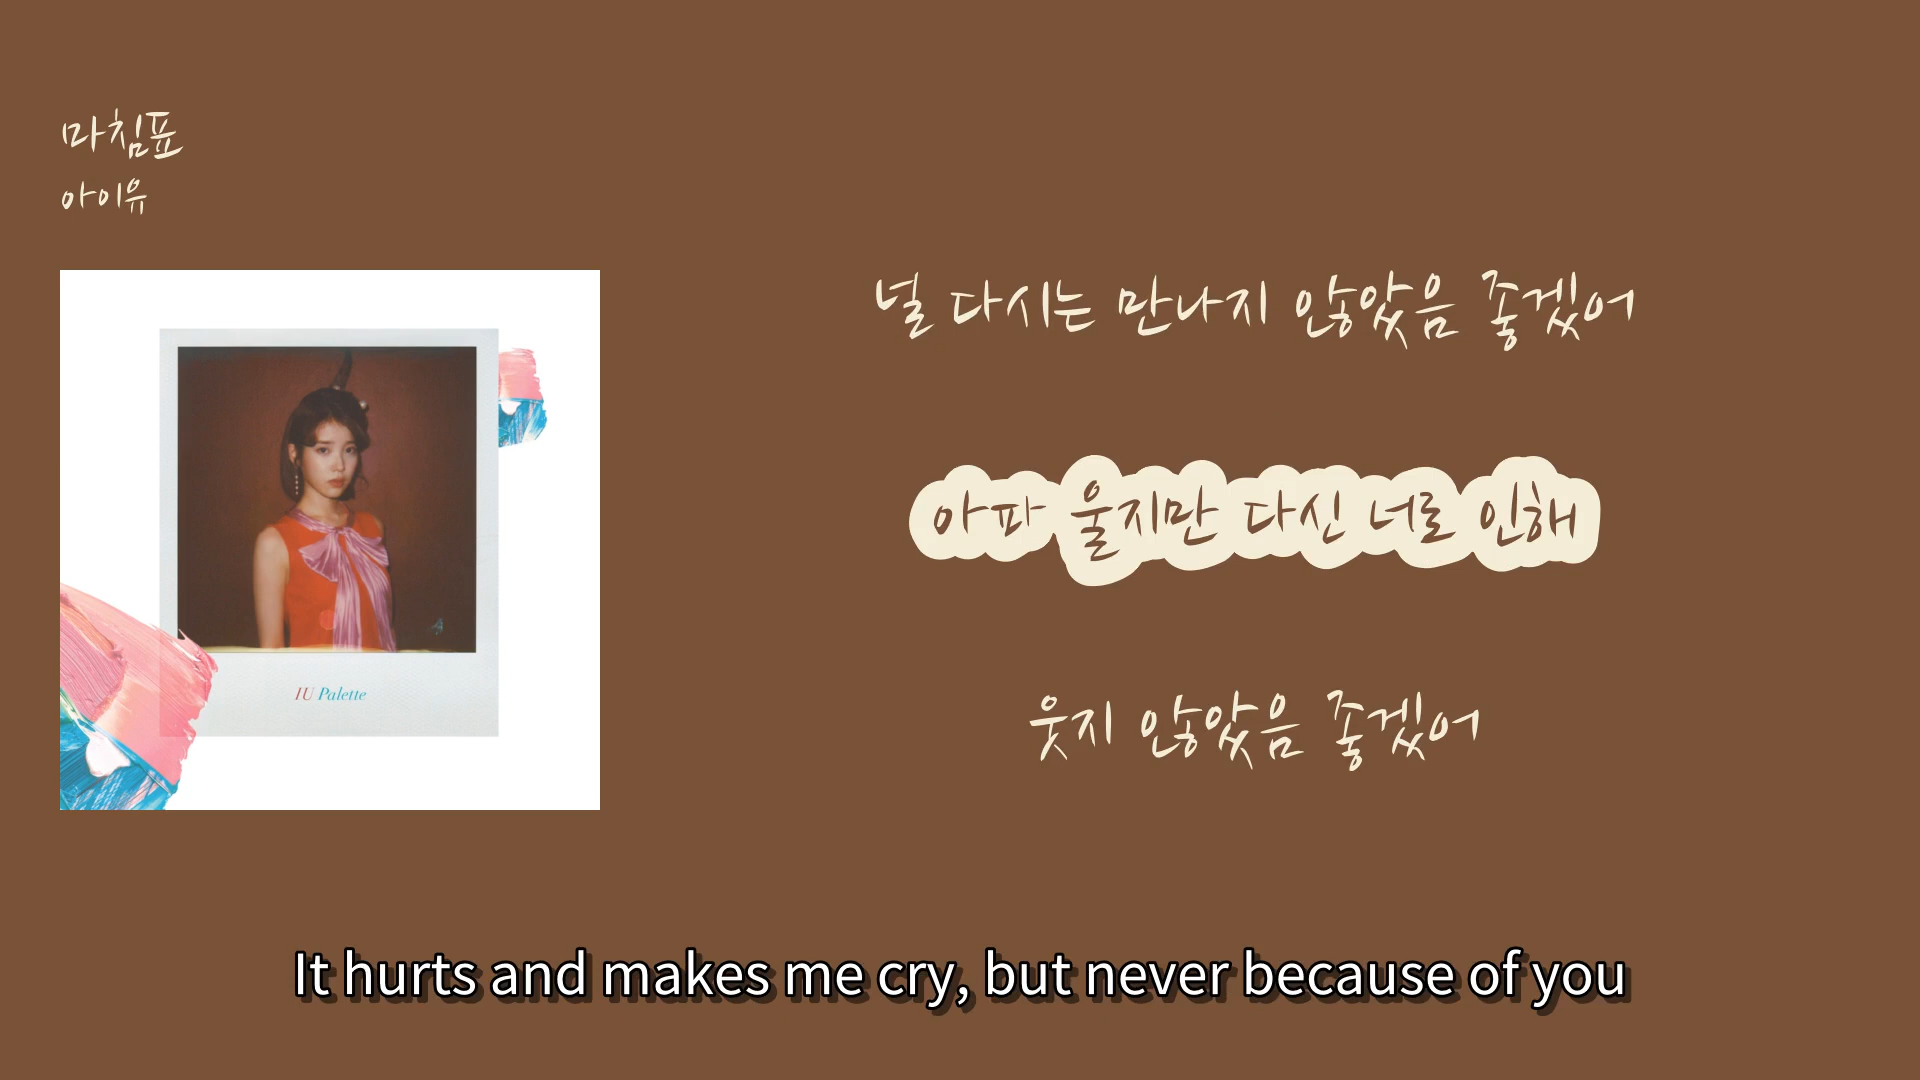 마침표
아이유
IU Palette
널 다시는 만나지 않았음 좋겠어
아파 울지만 다신 너로 인해
웃지 않았음 좋겠어
It hurts and makes me cry, but never because of you